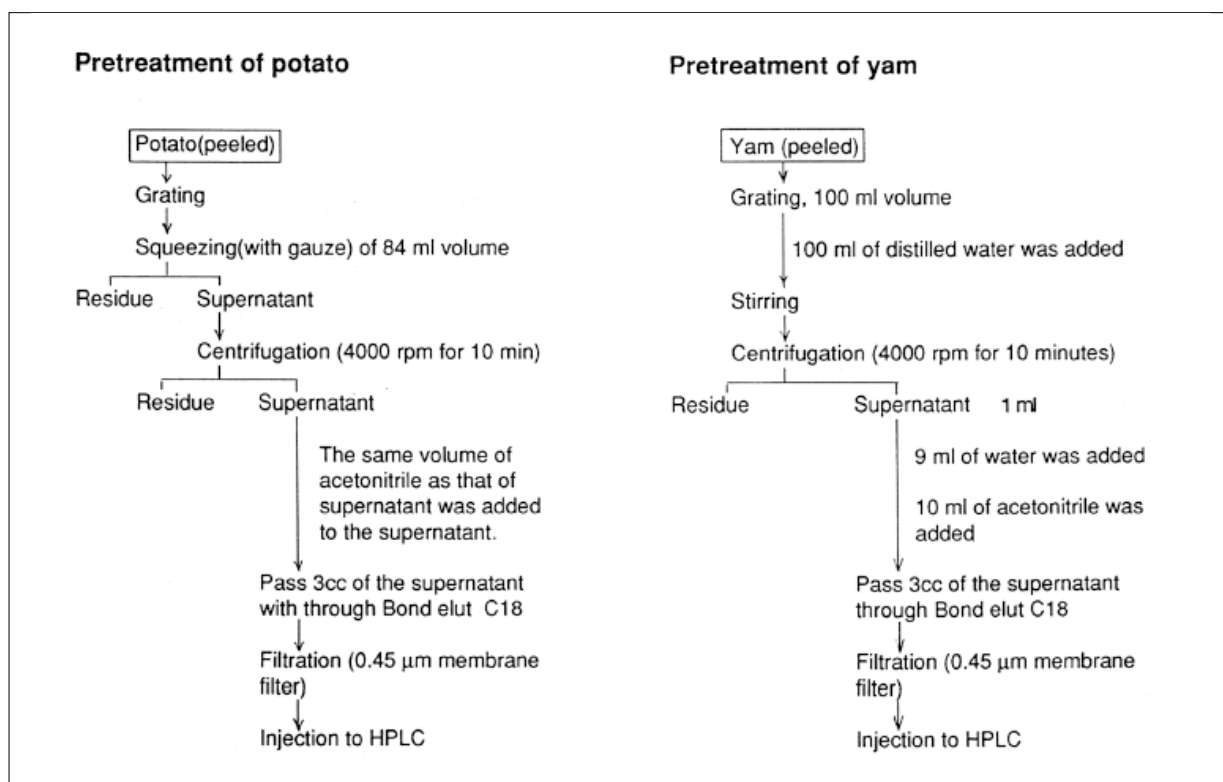 Pretreatment of potato
Potato(peeled)
Grating
Squeezing(with gauze) of 84 ml volume
Residue
Supernatant
Centrifugation (4000 rpm for 10 min)
Residue
Supernatant
The same volume of
acetonitrile as that of
supernatant was added
to the supernatant.
Pass 3cc of the supernatant
with through Bond elut C18
Filtration (0.45 μm membrane
filter)
Injection to HPLC
Pretreatment of yam
Yam (peeled)
Grating, 100 ml volume
100 ml of distilled water was added
Stirring
Centrifugation (4000 rpm for 10 minutes)
Residue
Supernatant 1 ml
9 ml of water was added
10 ml of acetonitrile was
added
Pass 3cc of the supernatant
through Bond elut C18
Filtration (0.45 μm membrane
filter)
Injection to HPLC